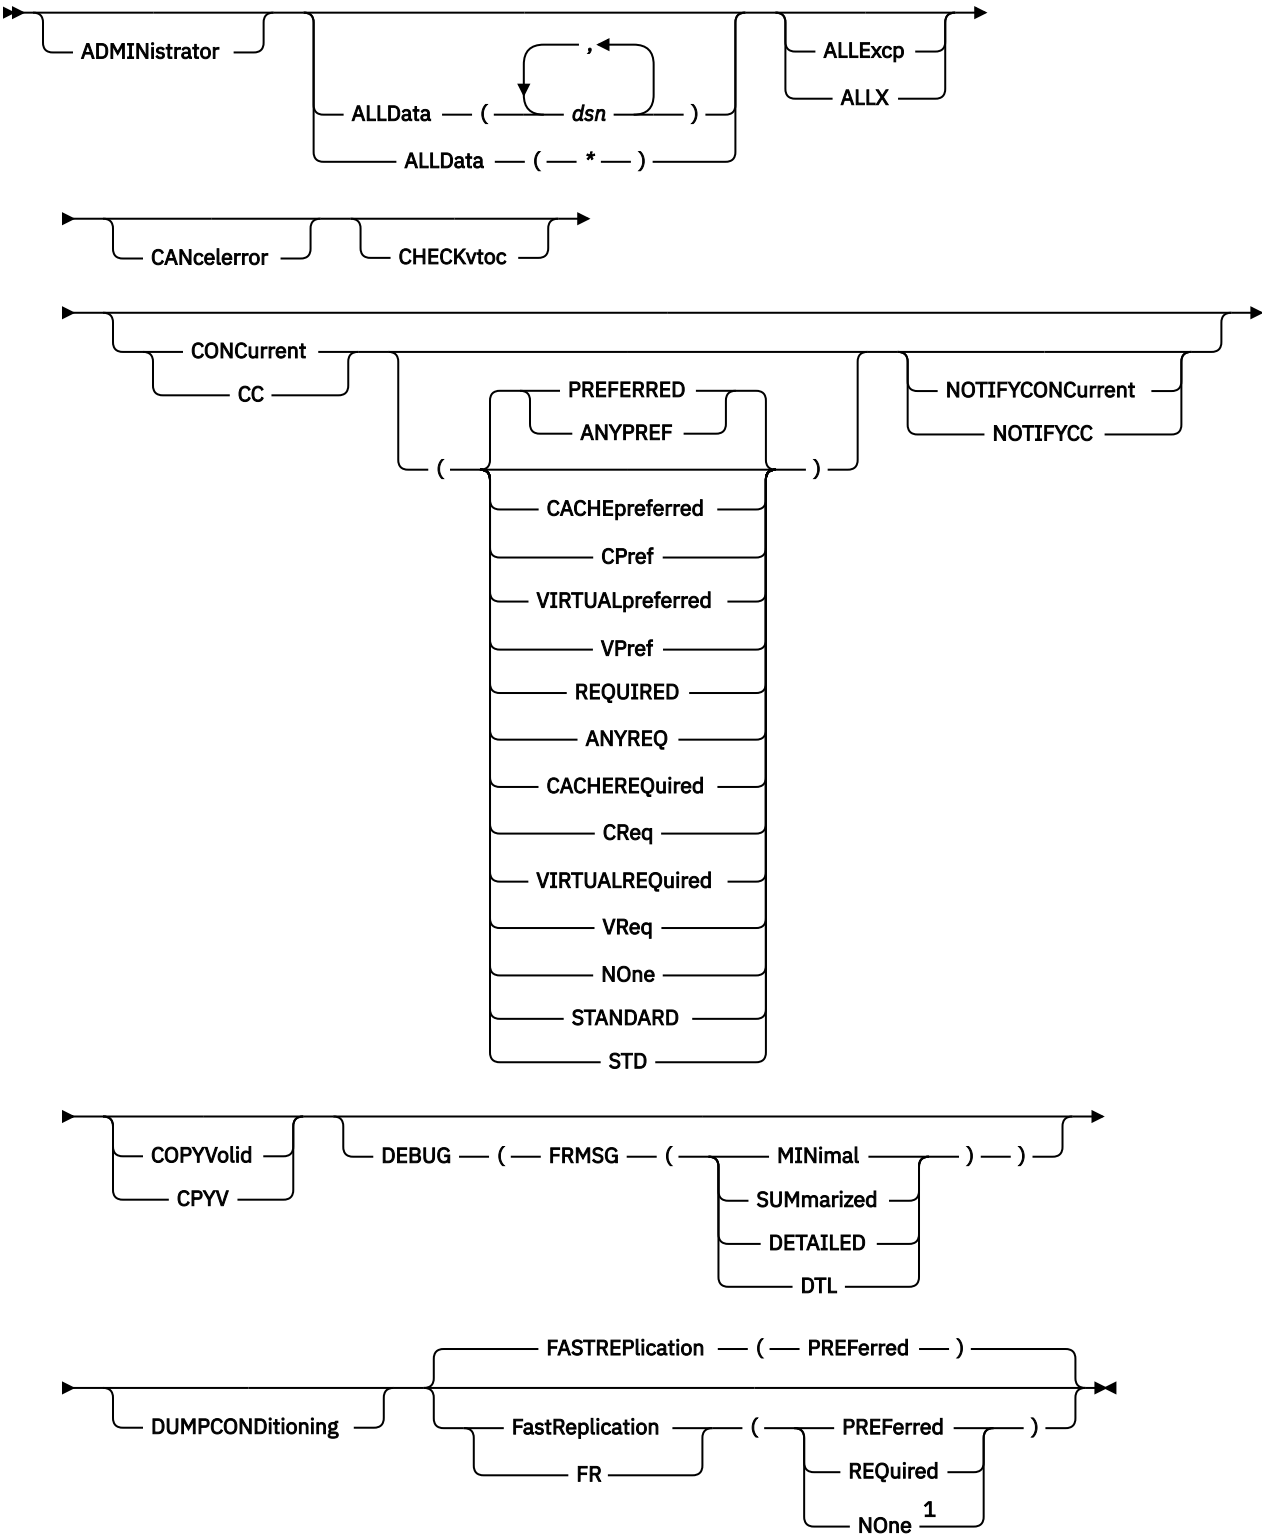 ADMINistrator
,
ALLData ( dsn )
ALLData ( * )
ALLExcp
ALLX
CANcelerror
CHECKvtoc
CONCurrent
CC
(
PREFERRED
ANYPREF
CACHEpreferred
CPref
VIRTUALpreferred
VPref
REQUIRED
ANYREQ
CACHEREQuired
CReq
VIRTUALREQuired
VReq
NOne
STANDARD
STD
)
NOTIFYCONCurrent
NOTIFYCC
COPYVolid
CPYV
DEBUG ( FRMSG ( MINimal ) )
SUMmarized
DETAILED
DTL
DUMPCONDitioning
FASTREPlication ( PREFerred )
FastReplication ( PREFerred )
FR
REQuired
NOne 1